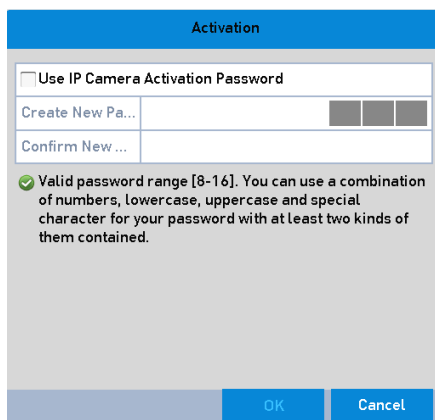 Activation
Use IP Camera Activation Password
Create New Pa...
Confirm New ...
Valid password range [8-16]. You can use a combination
of numbers, lowercase, uppercase and special
character for your password with at least two kinds of
them contained.
OK
Cancel